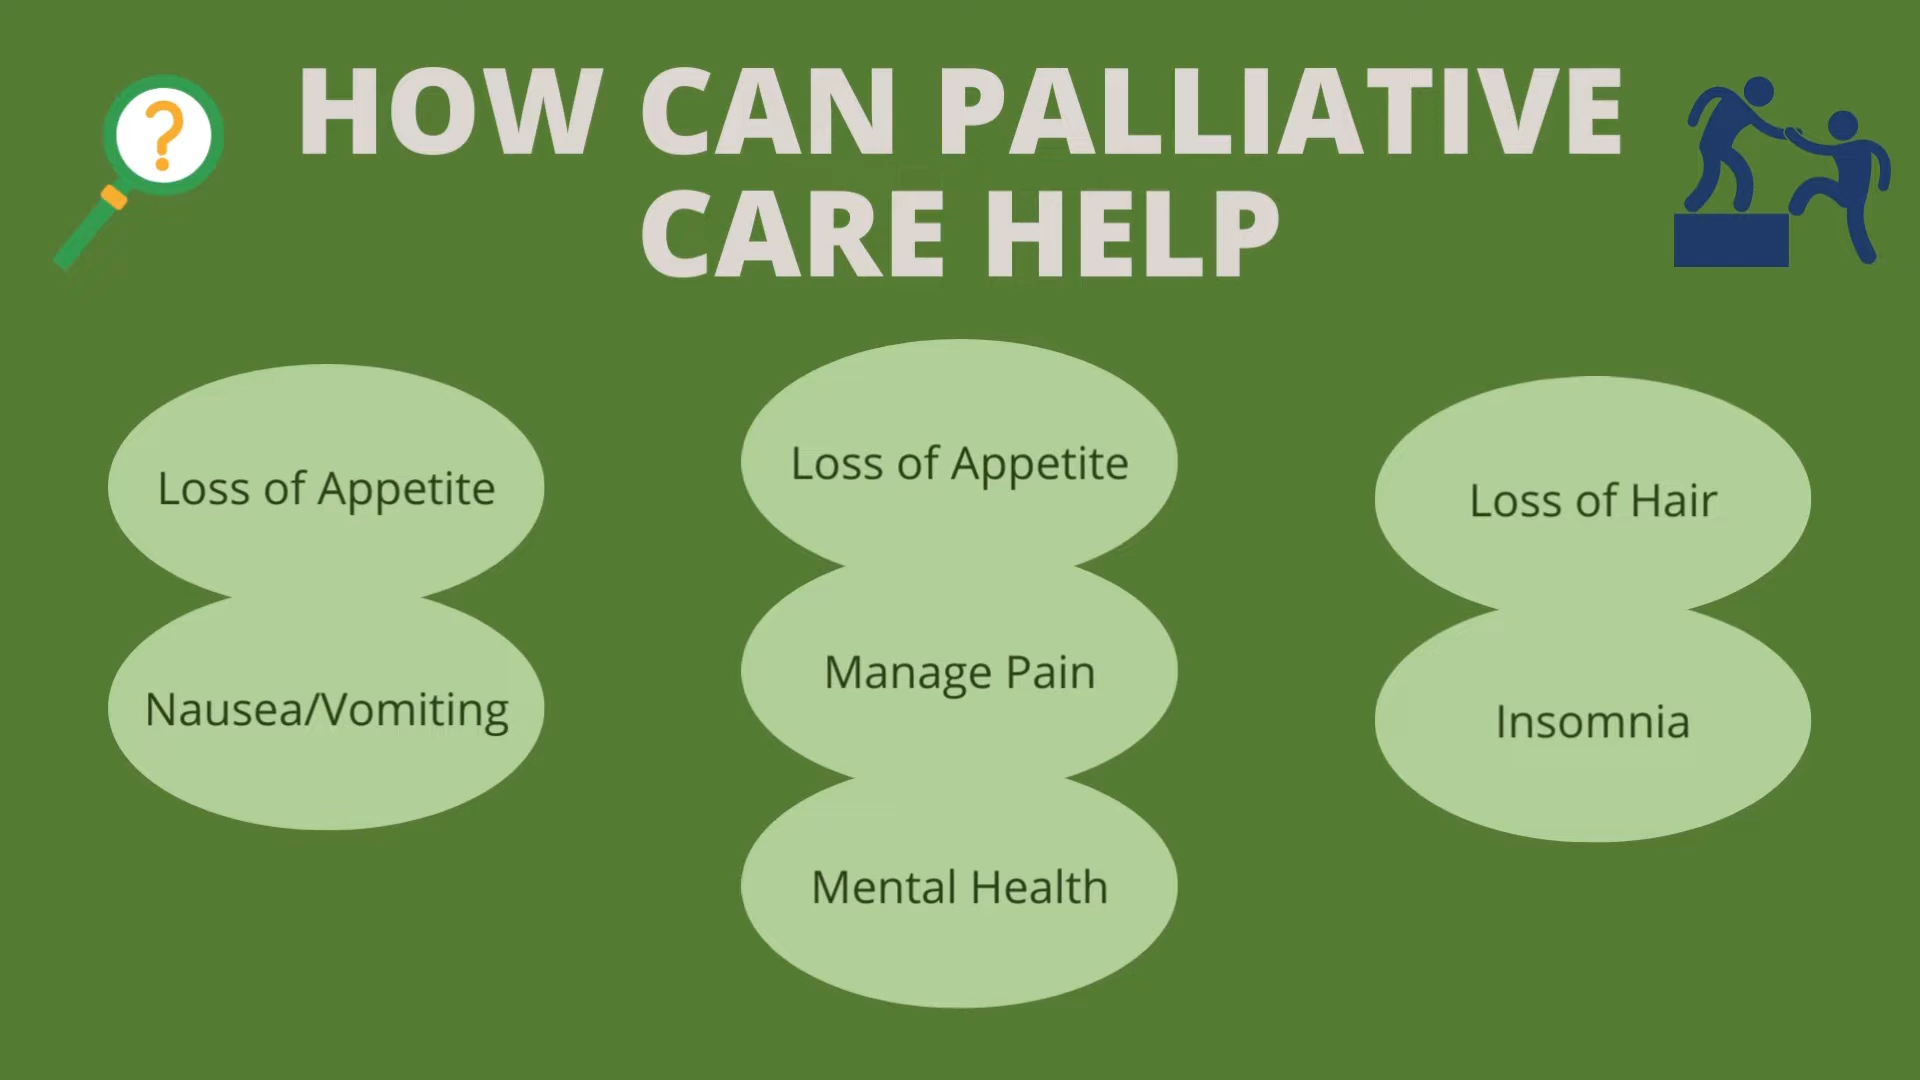 HOW CAN PALLIATIVE
CARE HELP
?
Loss of Appetite
Nausea/Vomiting
Loss of Appetite
Manage Pain
Mental Health
Loss of Hair
Insomnia